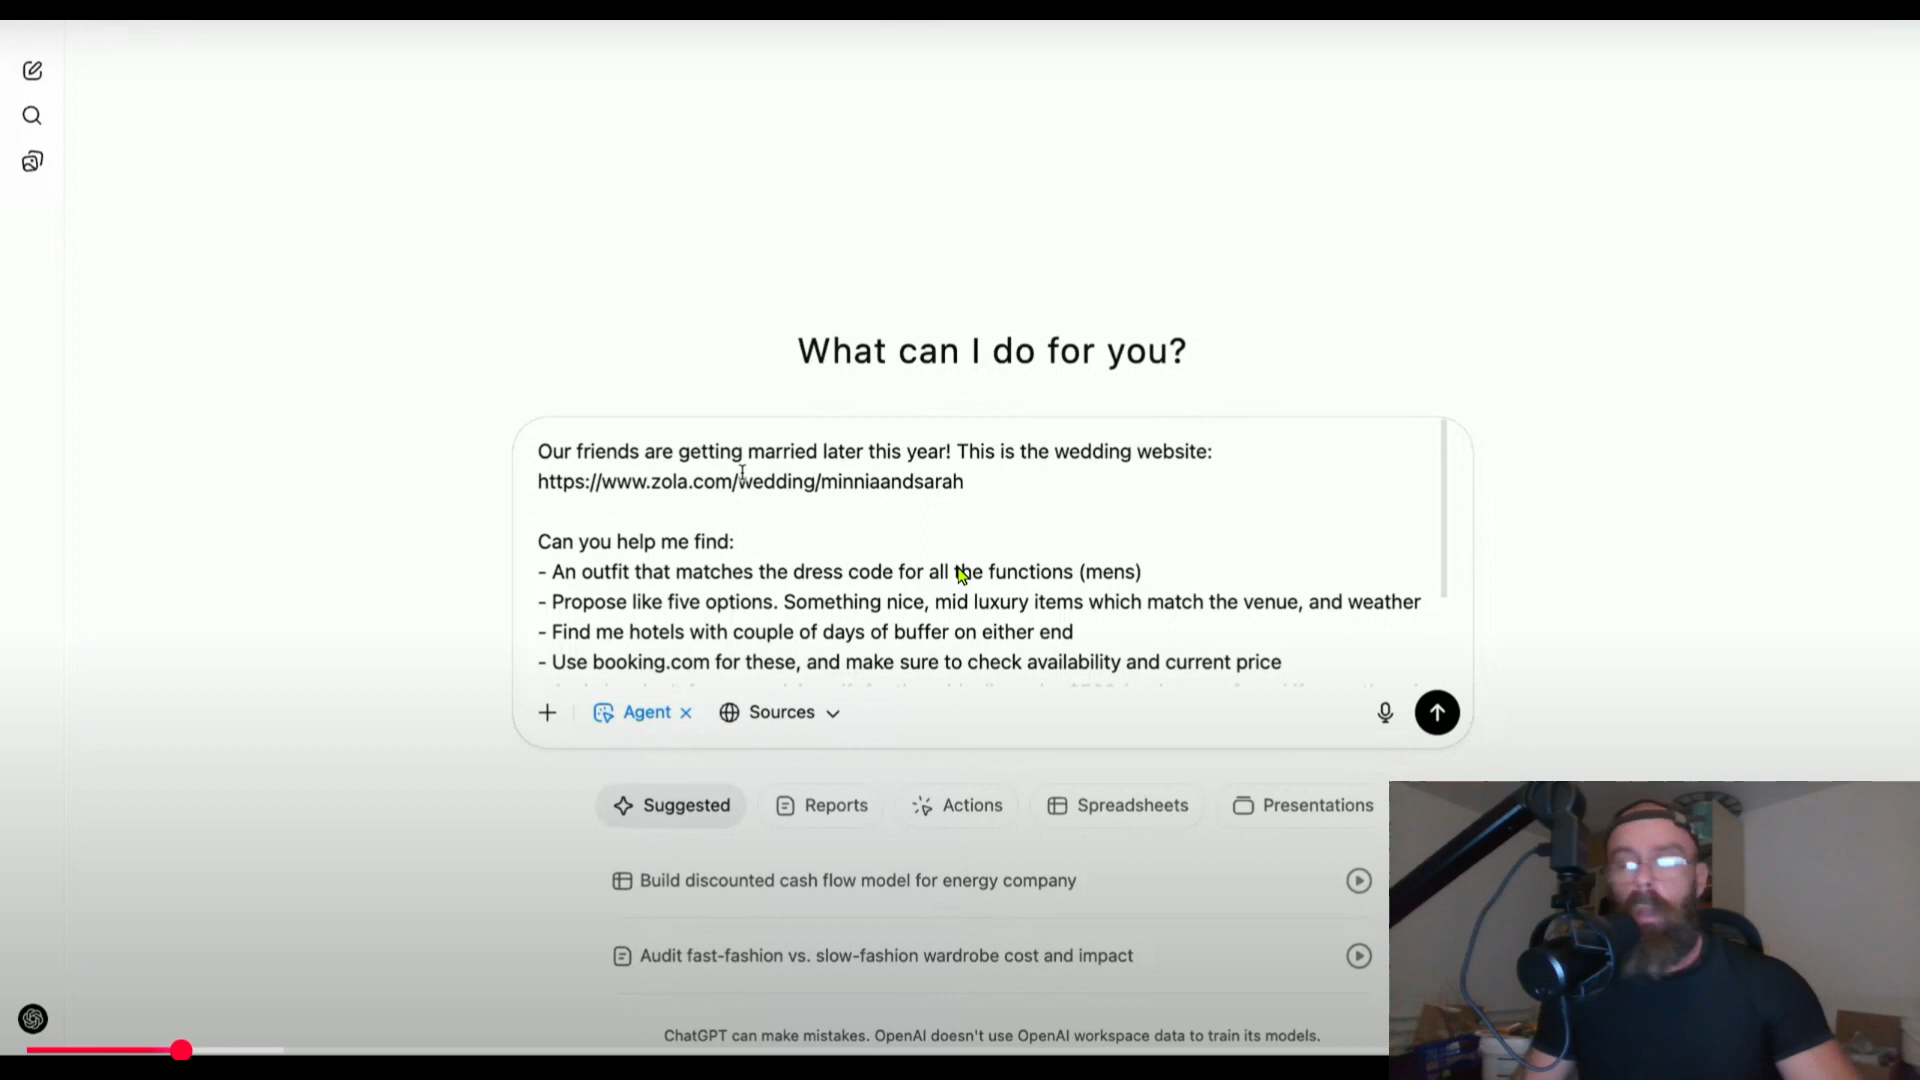 What can I do for you?
Our friends are getting married later this year! This is the wedding website:
https://www.zola.com/wedding/minniaandsarah
Can you help me find:
- An outfit that matches the dress code for all the functions (mens)
- Propose like five options. Something nice, mid luxury items which match the venue, and weather
- Find me hotels with couple of days of buffer on either end
- Use booking.com for these, and make sure to check availability and current price
Agent
Sources
Suggested
Reports
Actions
Spreadsheets
Presentations
Build discounted cash flow model for energy company
Audit fast-fashion vs. slow-fashion wardrobe cost and impact
ChatGPT can make mistakes. OpenAI doesn't use OpenAI workspace data to train its models.